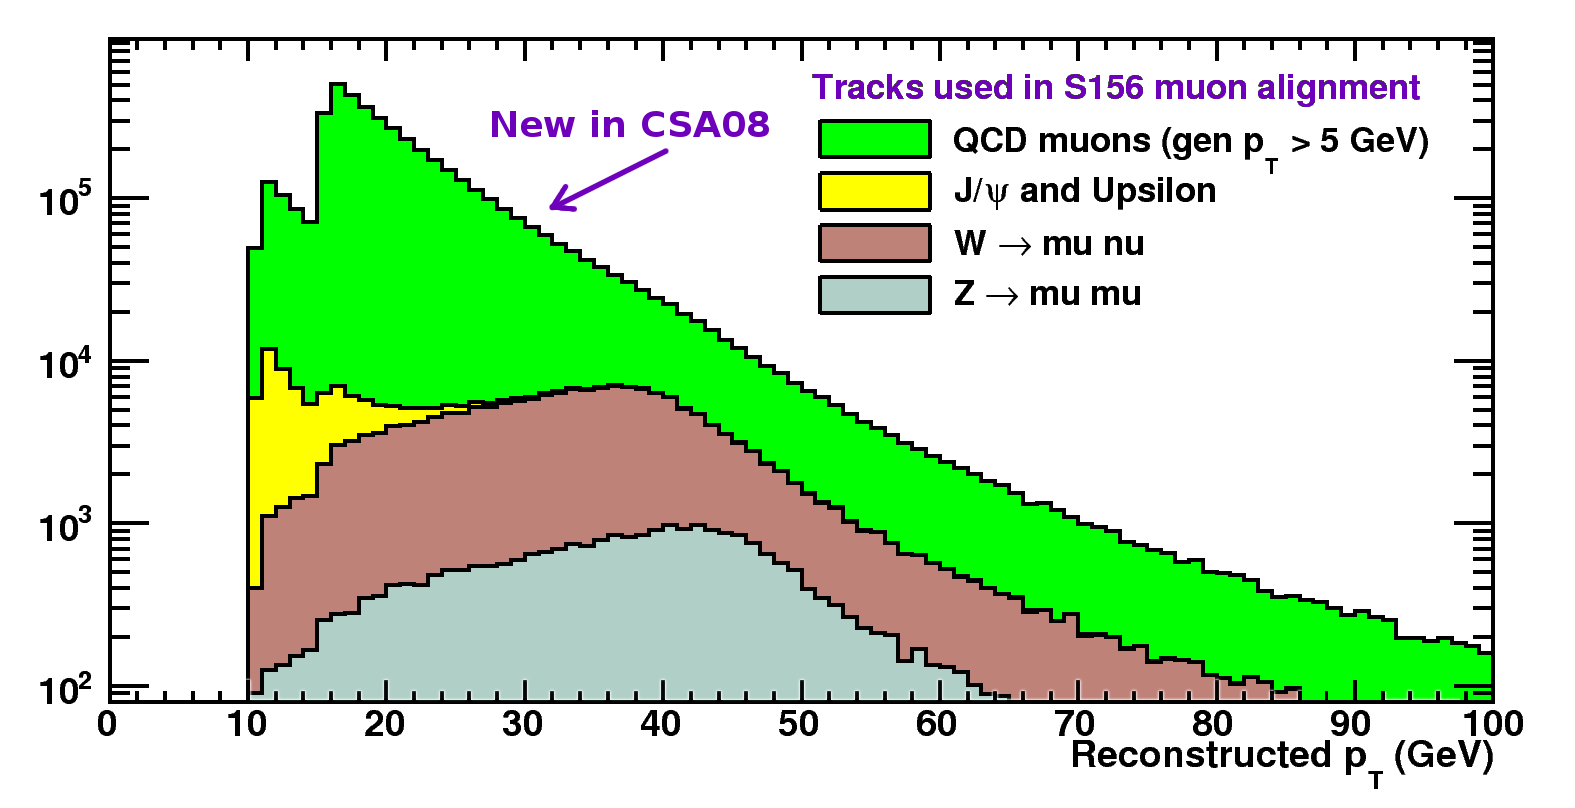 Tracks used in S156 muon alignment
New in CSA08
QCD muons (gen pT > 5 GeV)
J/ψ and Upsilon
W → mu nu
Z → mu mu
10^5
10^4
10^3
10^2
0 10 20 30 40 50 60 70 80 90 100
Reconstructed pT (GeV)